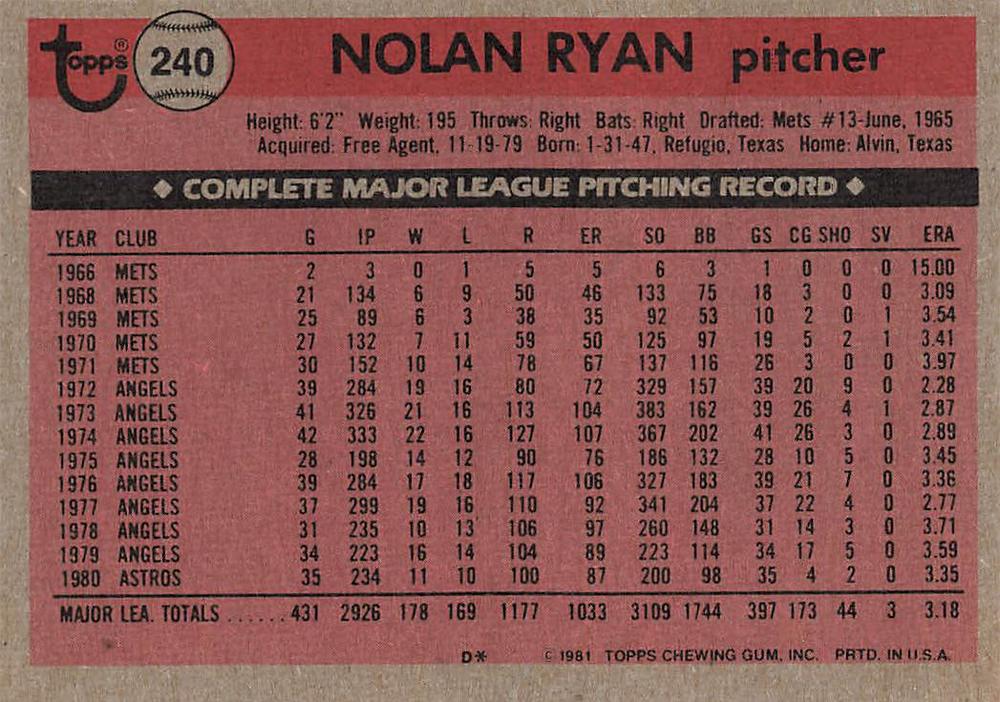 Topps® 240 NOLAN RYAN pitcher
Height: 6'2" Weight: 195 Throws: Right Bats: Right Drafted: Mets #13-June, 1965
Acquired: Free Agent, 11-19-79 Born: 1-31-47, Refugio, Texas Home: Alvin, Texas
◆ COMPLETE MAJOR LEAGUE PITCHING RECORD ◆
YEAR CLUB G IP W L R ER SO BB GS CG SHO SV ERA
1966 METS 2 3 0 1 5 5 6 3 1 0 0 0 15.00
1968 METS 21 134 6 9 50 46 133 75 18 3 0 0 3.09
1969 METS 25 89 6 3 38 35 92 53 10 2 0 1 3.54
1970 METS 27 132 7 11 59 50 125 97 19 5 2 1 3.41
1971 METS 30 152 10 14 78 67 137 116 26 3 0 0 3.97
1972 ANGELS 39 284 19 16 80 72 329 157 39 20 9 0 2.28
1973 ANGELS 41 326 21 16 113 104 383 162 39 26 4 1 2.87
1974 ANGELS 42 333 22 16 127 107 367 202 41 26 3 0 2.89
1975 ANGELS 28 198 14 12 90 76 186 132 28 10 5 0 3.45
1976 ANGELS 39 284 17 18 117 106 327 183 39 21 7 0 3.36
1977 ANGELS 37 299 19 16 110 92 341 204 37 22 4 0 2.77
1978 ANGELS 31 235 10 13 106 97 260 148 31 14 3 0 3.71
1979 ANGELS 34 223 16 14 104 89 223 114 34 17 5 0 3.59
1980 ASTROS 35 234 11 10 100 87 200 98 35 4 2 0 3.35
MAJOR LEA. TOTALS ...... 431 2926 178 169 1177 1033 3109 1744 397 173 44 3 3.18
D* © 1981 TOPPS CHEWING GUM, INC. PRTD. IN U.S.A.